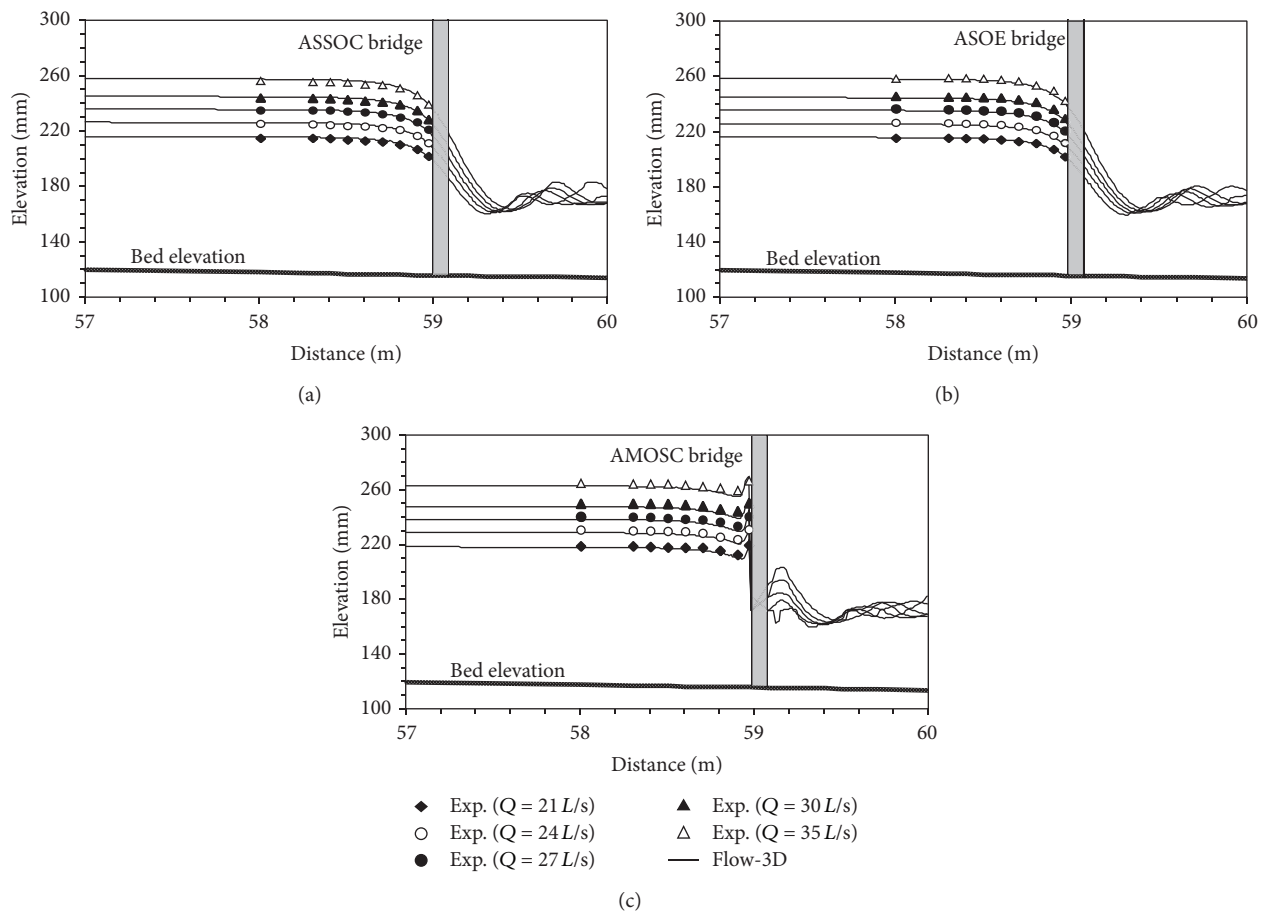 300
260
220
180
140
100
Elevation (mm)
ASSOC bridge
Bed elevation
57 58 59 60
Distance (m)
(a)
300
260
220
180
140
100
Elevation (mm)
ASOE bridge
Bed elevation
57 58 59 60
Distance (m)
(b)
300
260
220
180
140
100
Elevation (mm)
AMOSC bridge
Bed elevation
57 58 59 60
Distance (m)
Exp. (Q = 21 L/s)
Exp. (Q = 24 L/s)
Exp. (Q = 27 L/s)
Exp. (Q = 30 L/s)
Exp. (Q = 35 L/s)
Flow-3D
(c)